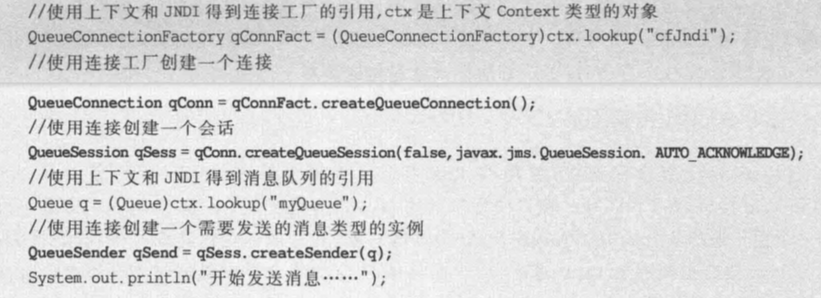 //使用上下文和 JNDI 得到连接工厂的引用,ctx 是上下文 Context 类型的对象
QueueConnectionFactory qConnFact = (QueueConnectionFactory)ctx.lookup("cfJndi");
//使用连接工厂创建一个连接
QueueConnection qConn = qConnFact.createQueueConnection();
//使用连接创建一个会话
QueueSession qSess = qConn.createQueueSession(false,javax.jms.QueueSession. AUTO_ACKNOWLEDGE);
//使用上下文和 JNDI 得到消息队列的引用
Queue q = (Queue)ctx.lookup("myQueue");
//使用连接创建一个需要发送的消息类型的实例
QueueSender qSend = qSess.createSender(q);
System.out.println("开始发送消息……");